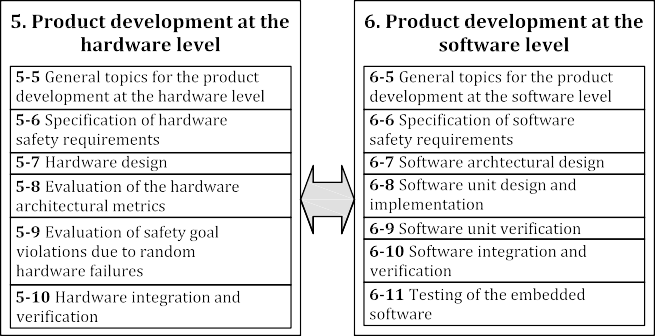 5. Product development at the
hardware level
5-5 General topics for the product
development at the hardware level
5-6 Specification of hardware
safety requirements
5-7 Hardware design
5-8 Evaluation of the hardware
architectural metrics
5-9 Evaluation of safety goal
violations due to random
hardware failures
5-10 Hardware integration and
verification
6. Product development at the
software level
6-5 General topics for the product
development at the software level
6-6 Specification of software
safety requirements
6-7 Software archtectural design
6-8 Software unit design and
implementation
6-9 Software unit verification
6-10 Software integration and
verification
6-11 Testing of the embedded
software